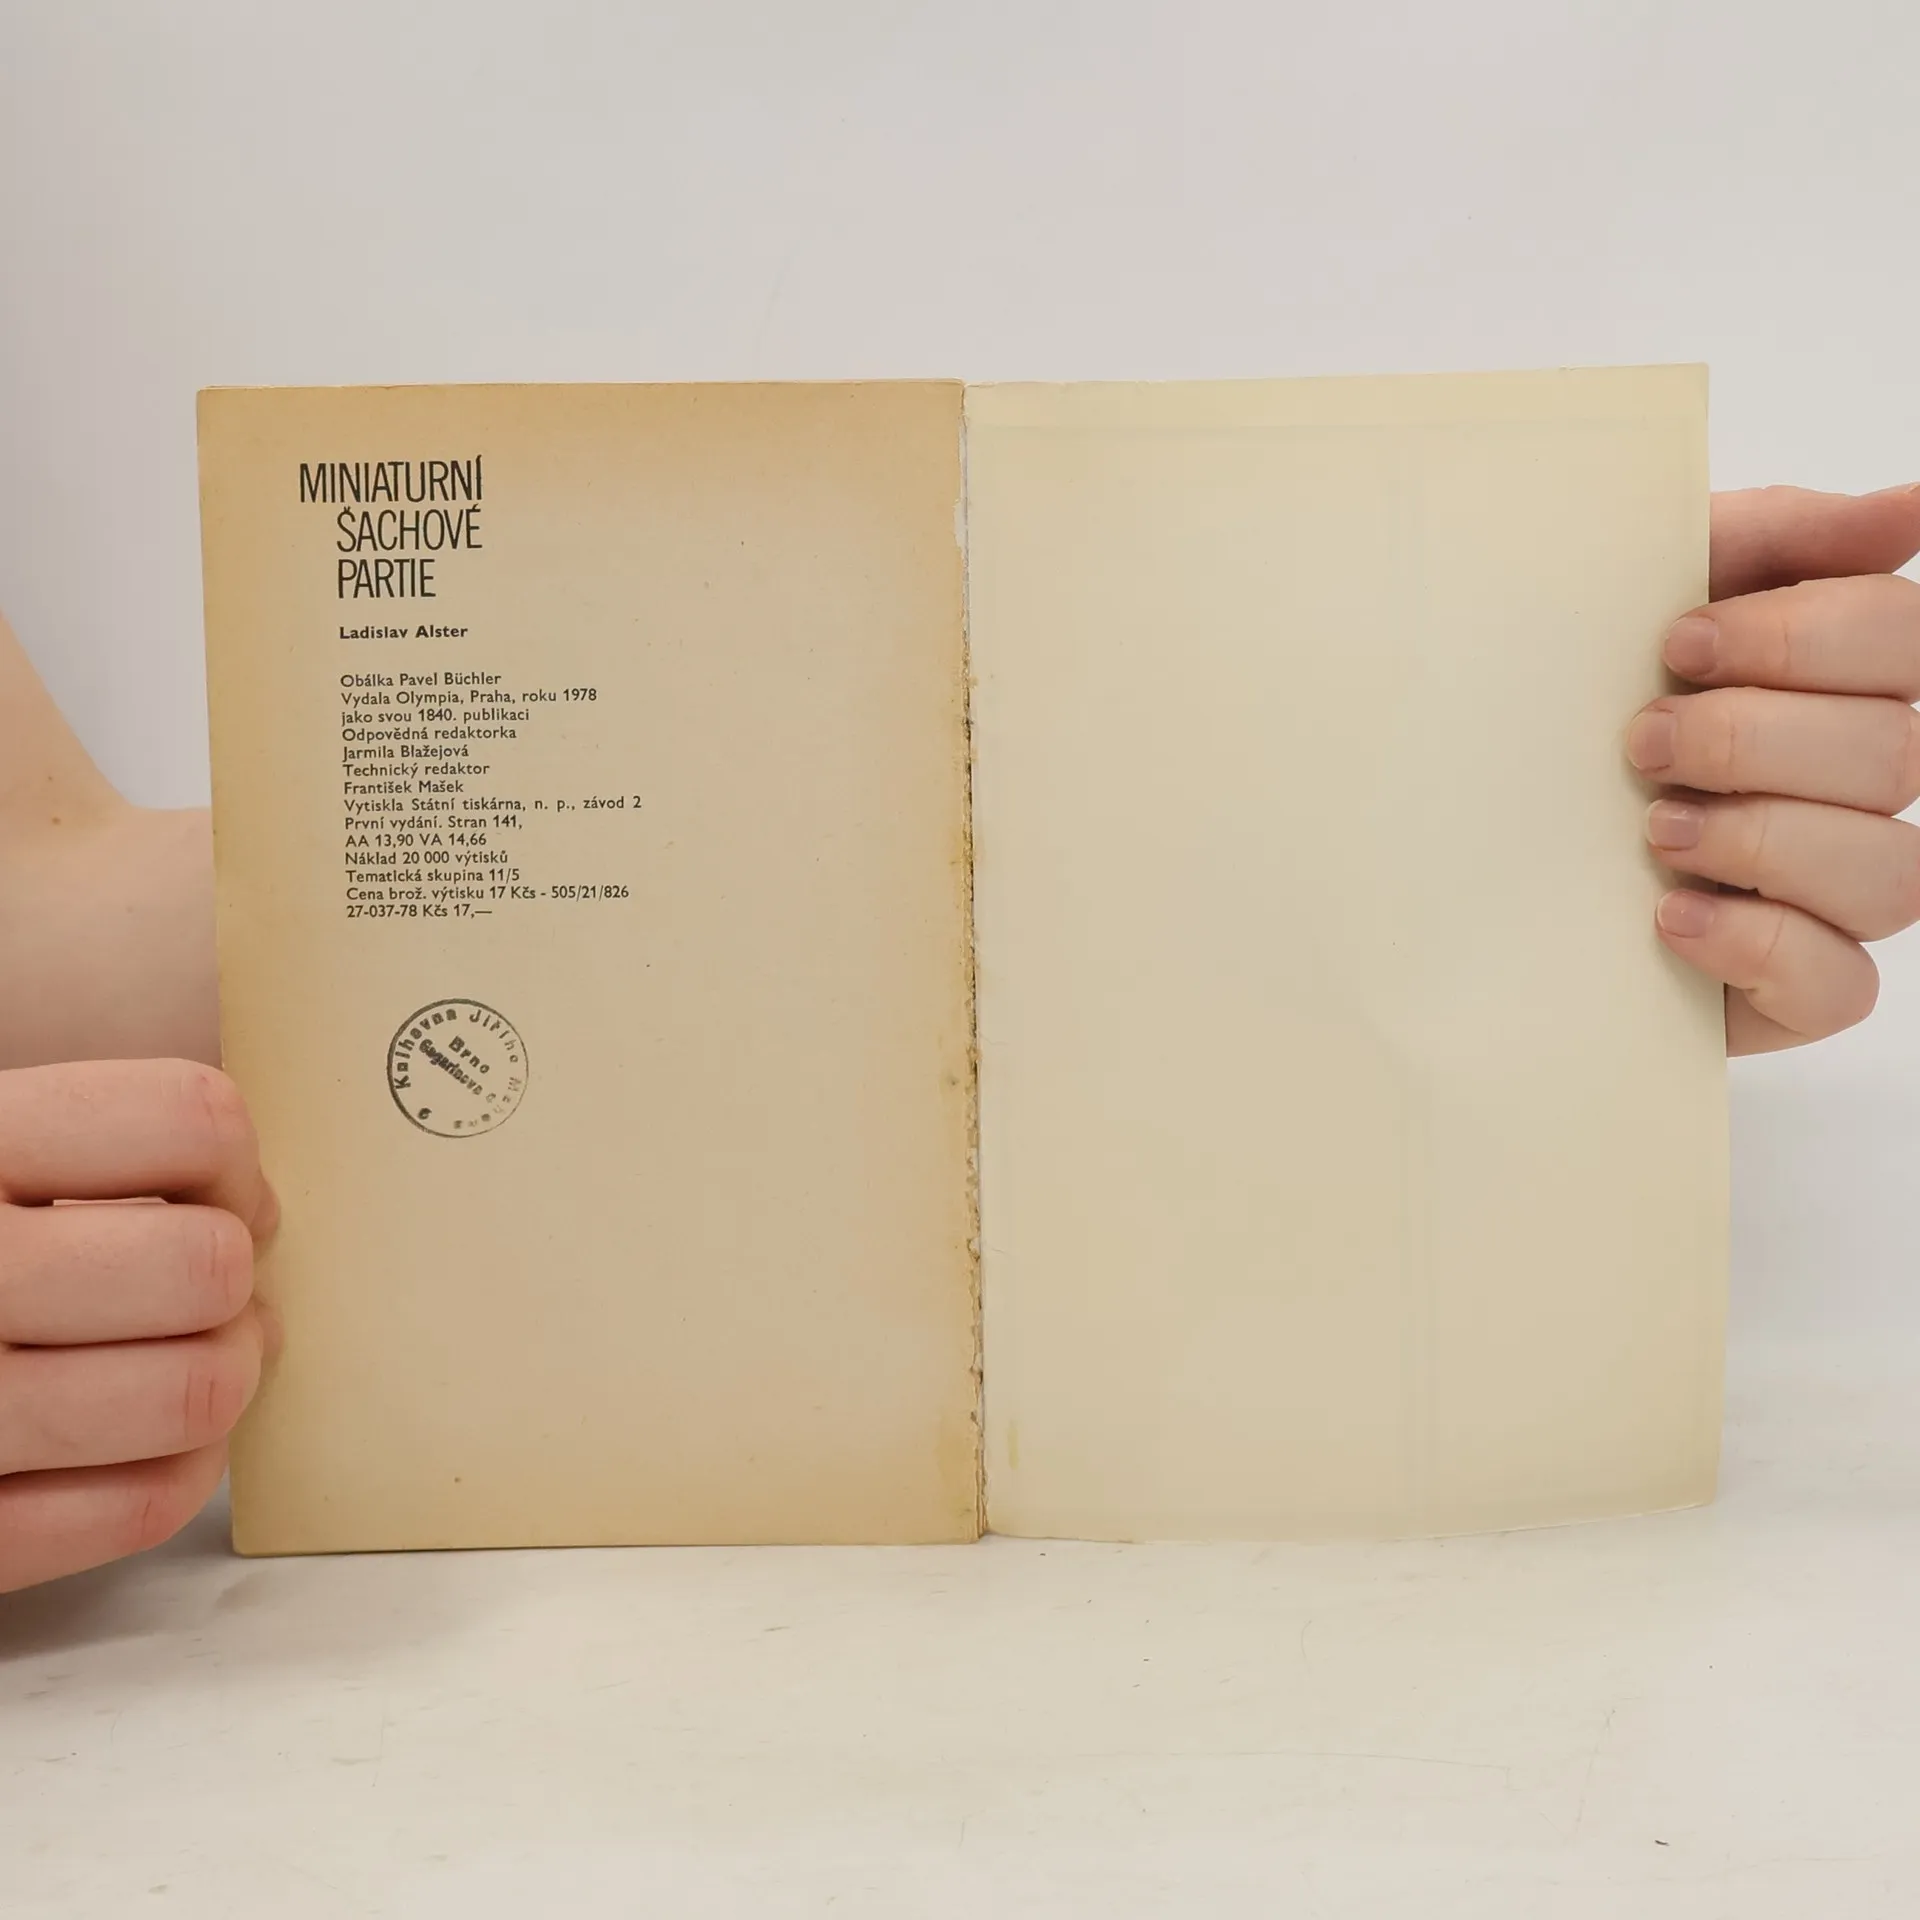 MINIATURNÍ
ŠACHOVÉ
PARTIE
Ladislav Alster
Obálka Pavel Büchler
Vydala Olympia, Praha, roku 1978
jako svou 1840. publikaci
Odpovědná redaktorka
Jarmila Blažejová
Technický redaktor
František Mašek
Vytiskla Státní tiskárna, n. p., závod 2
První vydání. Stran 141,
AA 13,90 VA 14,66
Náklad 20 000 výtisků
Tematická skupina 11/5
Cena brož. výtisku 17 Kčs - 505/21/826
27-037-78 Kčs 17,—
Knihovna Jiřího Mahena
Brno